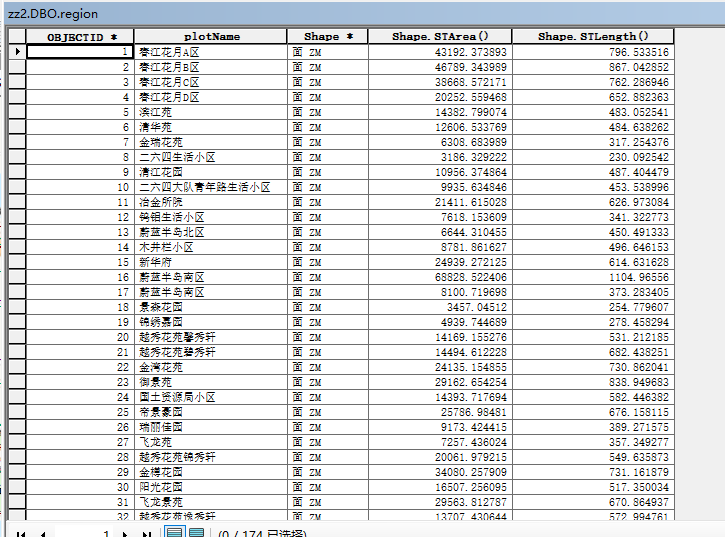 zz2.DBO.region
OBJECTID * plotName Shape * Shape.STArea() Shape.STLength()
1 春江花月A区 面 ZM 43192.373893 796.533516
2 春江花月B区 面 ZM 46789.343989 867.042852
3 春江花月C区 面 ZM 38668.572171 762.286946
4 春江花月D区 面 ZM 20252.559468 652.882363
5 滨江苑 面 ZM 14382.799074 483.052541
6 清华苑 面 ZM 12606.533769 484.638262
7 金瑞花苑 面 ZM 6308.683989 317.254376
8 二六四生活小区 面 ZM 3186.329222 230.092542
9 清江花园 面 ZM 10956.374864 487.404479
10 二六四大队青年路生活小区 面 ZM 9935.634846 453.538996
11 冶金所院 面 ZM 21411.615028 626.973084
12 钨钼生活小区 面 ZM 7618.153609 341.322773
13 蔚蓝半岛北区 面 ZM 6644.310455 450.491333
14 木井栏小区 面 ZM 8781.861627 496.646153
15 新华府 面 ZM 24939.272125 614.631628
16 蔚蓝半岛南区 面 ZM 68828.522406 1104.96556
17 蔚蓝半岛南区 面 ZM 8100.719698 373.283405
18 景淼花园 面 ZM 3457.04512 254.779607
19 锦绣嘉园 面 ZM 4939.744689 278.458294
20 越秀花苑馨秀轩 面 ZM 14169.155276 531.212185
21 越秀花苑碧秀轩 面 ZM 14494.612228 682.438251
22 金湾花苑 面 ZM 24135.154855 730.862041
23 御景苑 面 ZM 29162.654254 838.949683
24 国土资源局小区 面 ZM 14393.717694 582.446382
25 帝景豪园 面 ZM 25786.98481 676.158115
26 瑞丽佳园 面 ZM 9173.424415 389.271575
27 飞龙苑 面 ZM 7257.436024 357.349277
28 越秀花苑锦秀轩 面 ZM 20061.979215 549.635873
29 金樽花园 面 ZM 34080.257909 731.161879
30 阳光花园 面 ZM 16507.256095 517.350034
31 飞龙景苑 面 ZM 29563.812787 670.864937
32 越秀花苑逸秀轩 面 ZM 13707.430644 572.994761
1 (0 / 174 已选择)